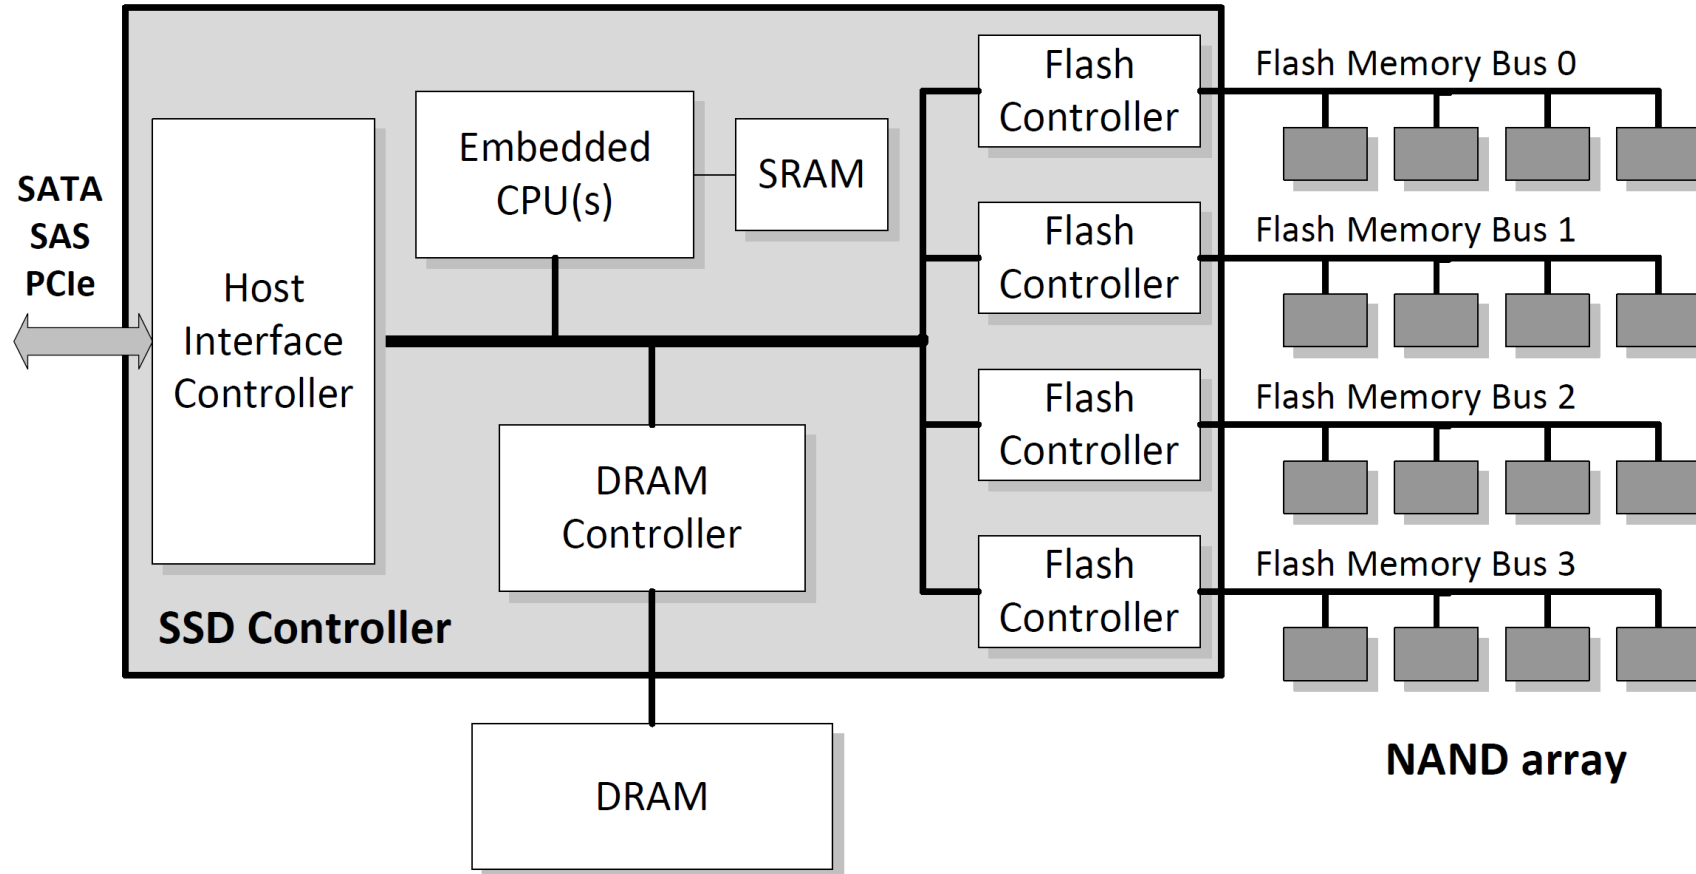 SATA
SAS
PCIe
Host
Interface
Controller
Embedded
CPU(s)
SRAM
DRAM
Controller
SSD Controller
DRAM
Flash
Controller
Flash
Controller
Flash
Controller
Flash
Controller
Flash Memory Bus 0
Flash Memory Bus 1
Flash Memory Bus 2
Flash Memory Bus 3
NAND array